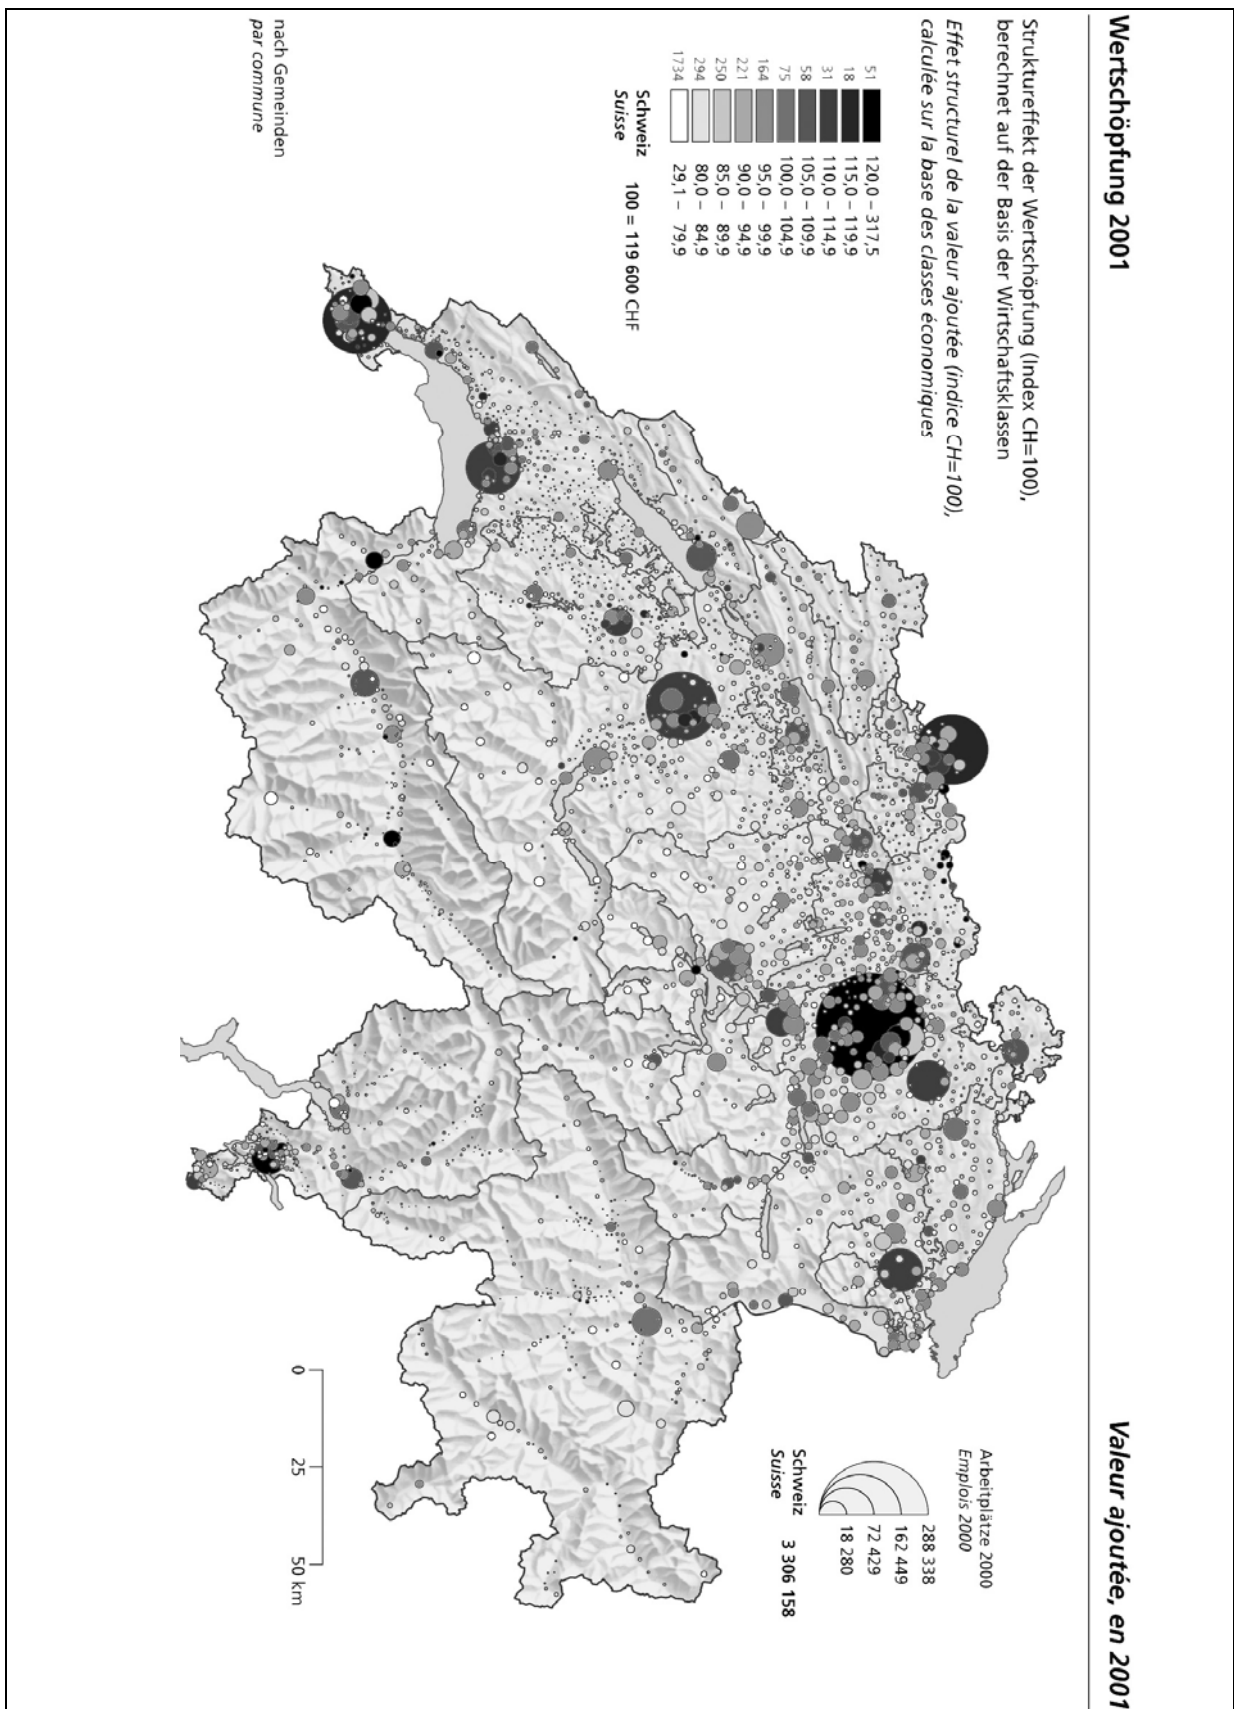 Wertschöpfung 2001
Valeur ajoutée, en 2001
Struktureffekt der Wertschöpfung (Index CH=100),
berechnet auf der Basis der Wirtschaftsklassen
Effet structurel de la valeur ajoutée (indice CH=100),
calculée sur la base des classes économiques
51 120,0 – 317,5
18 115,0 – 119,9
31 110,0 – 114,9
58 105,0 – 109,9
75 100,0 – 104,9
164 95,0 – 99,9
221 90,0 – 94,9
250 85,0 – 89,9
294 80,0 – 84,9
1734 29,1 – 79,9
Schweiz
Suisse
100 = 119 600 CHF
nach Gemeinden
par commune
Arbeitplätze 2000
Emplois 2000
288 338
162 449
72 429
18 280
Schweiz
Suisse
3 306 158
0 25 50 km